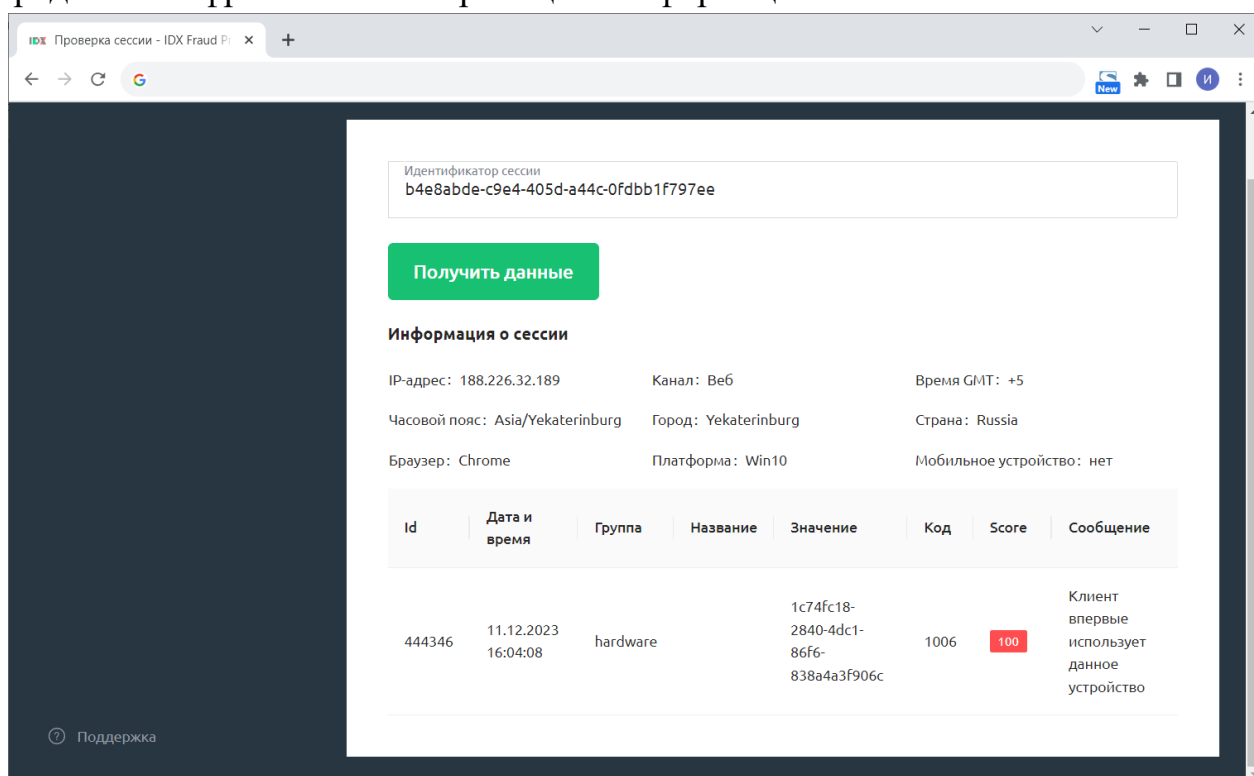 IDX Проверка сессии - IDX Fraud Pr
G
New
И
Идентификатор сессии
b4e8abde-c9e4-405d-a44c-0fdbb1f797ee
Получить данные
Информация о сессии
IP-адрес: 188.226.32.189 Канал: Веб Время GMT: +5
Часовой пояс: Asia/Yekaterinburg Город: Yekaterinburg Страна: Russia
Браузер: Chrome Платформа: Win10 Мобильное устройство: нет
Id Дата и время Группа Название Значение Код Score Сообщение
444346 11.12.2023 16:04:08 hardware 1c74fc18-2840-4dc1-86f6-838a4a3f906c 1006 100 Клиент впервые использует данное устройство
? Поддержка